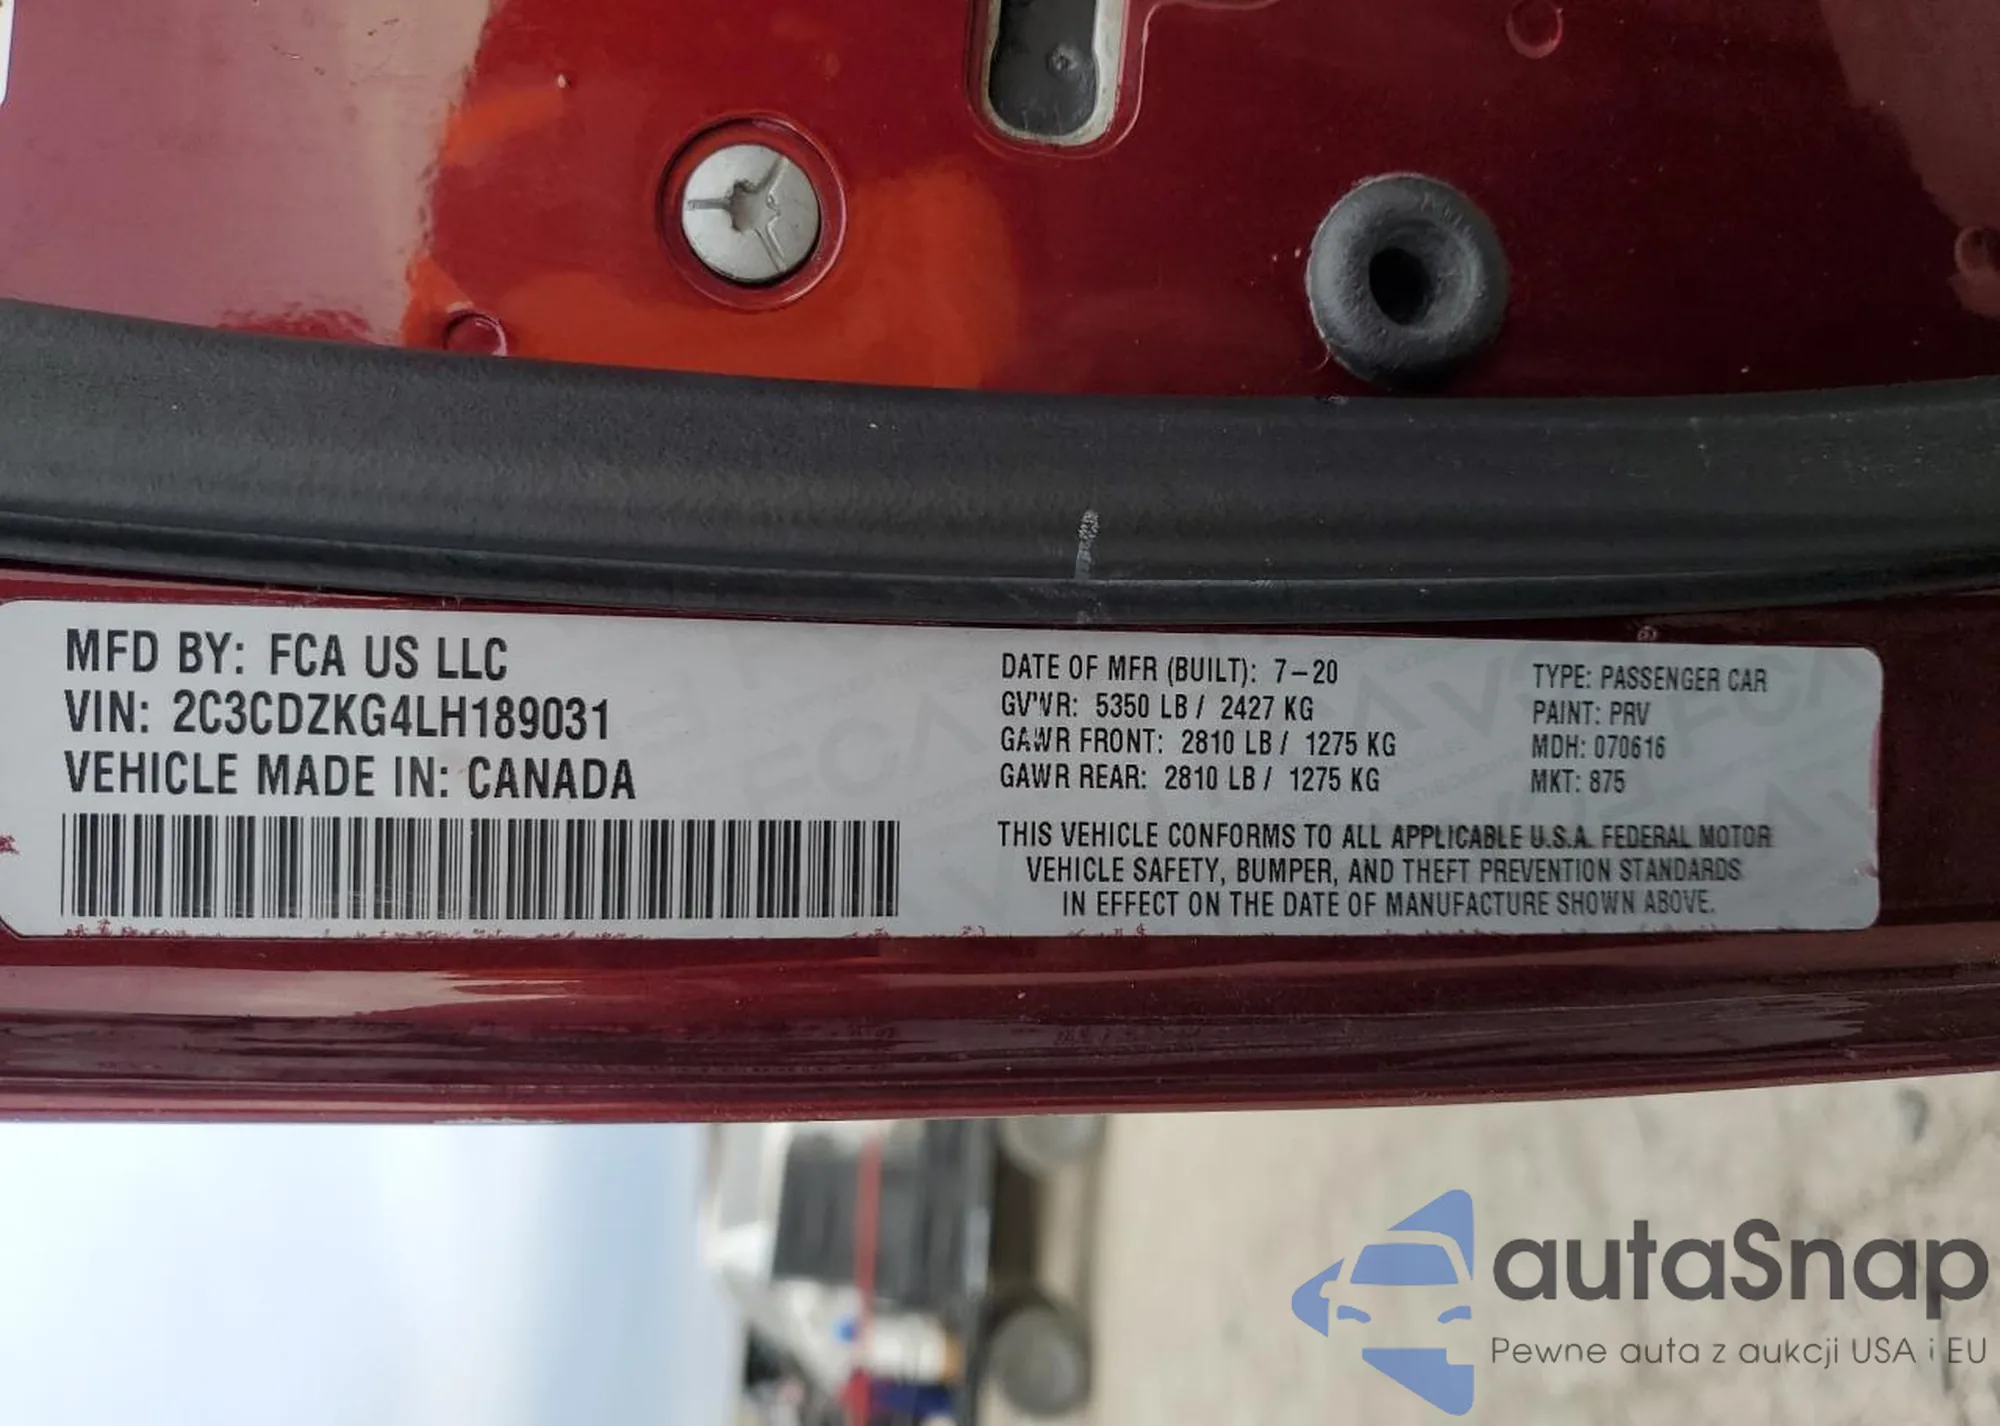 MFD BY: FCA US LLC
VIN: 2C3CDZKG4LH189031
VEHICLE MADE IN: CANADA
DATE OF MFR (BUILT): 7-20
GVWR: 5350 LB / 2427 KG
GAWR FRONT: 2810 LB / 1275 KG
GAWR REAR: 2810 LB / 1275 KG
TYPE: PASSENGER CAR
PAINT: PRV
MDH: 070616
MKT: 875
THIS VEHICLE CONFORMS TO ALL APPLICABLE U.S.A. FEDERAL MOTOR
VEHICLE SAFETY, BUMPER, AND THEFT PREVENTION STANDARDS
IN EFFECT ON THE DATE OF MANUFACTURE SHOWN ABOVE.
autaSnap
Pewne auta z aukcji USA i EU